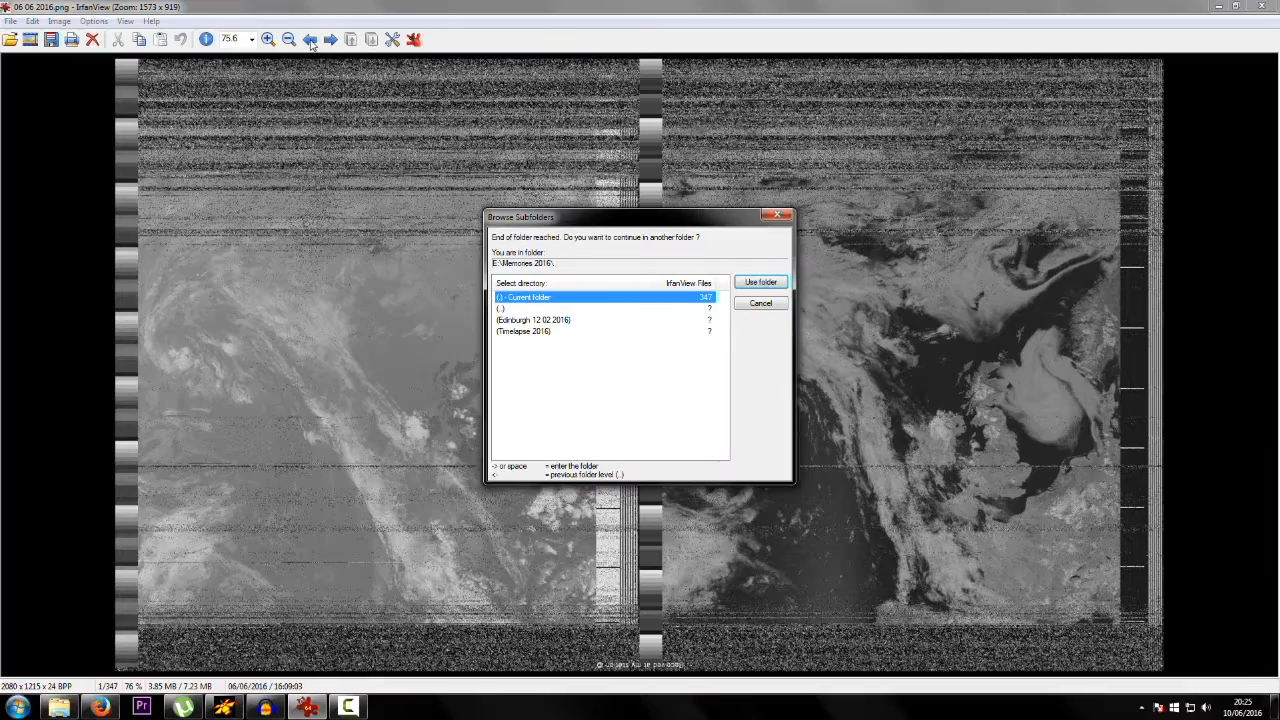 06 06 2016.png - IrfanView (Zoom: 1573 x 919)
File Edit Image Options View Help
75.6
Browse Subfolders
End of folder reached. Do you want to continue in another folder ?
You are in folder:
E:\Memories 2016\
Select directory: IrfanView Files
(.) - Current folder 347
(..) ?
(Edinburgh 12 02 2016) ?
(Timelapse 2016) ?
Use folder
Cancel
-> or space = enter the folder
<- = previous folder level (..)
2080 x 1215 x 24 BPP 1/347 76 % 3.85 MB / 7.23 MB 06/06/2016 / 16:09:03
Pr
64
C
20:25
10/06/2016